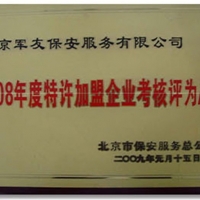 京军友保安服务有限公司
08年度特许加盟企业考核评为
北京市保安服务总公
二〇〇九年元月十五日